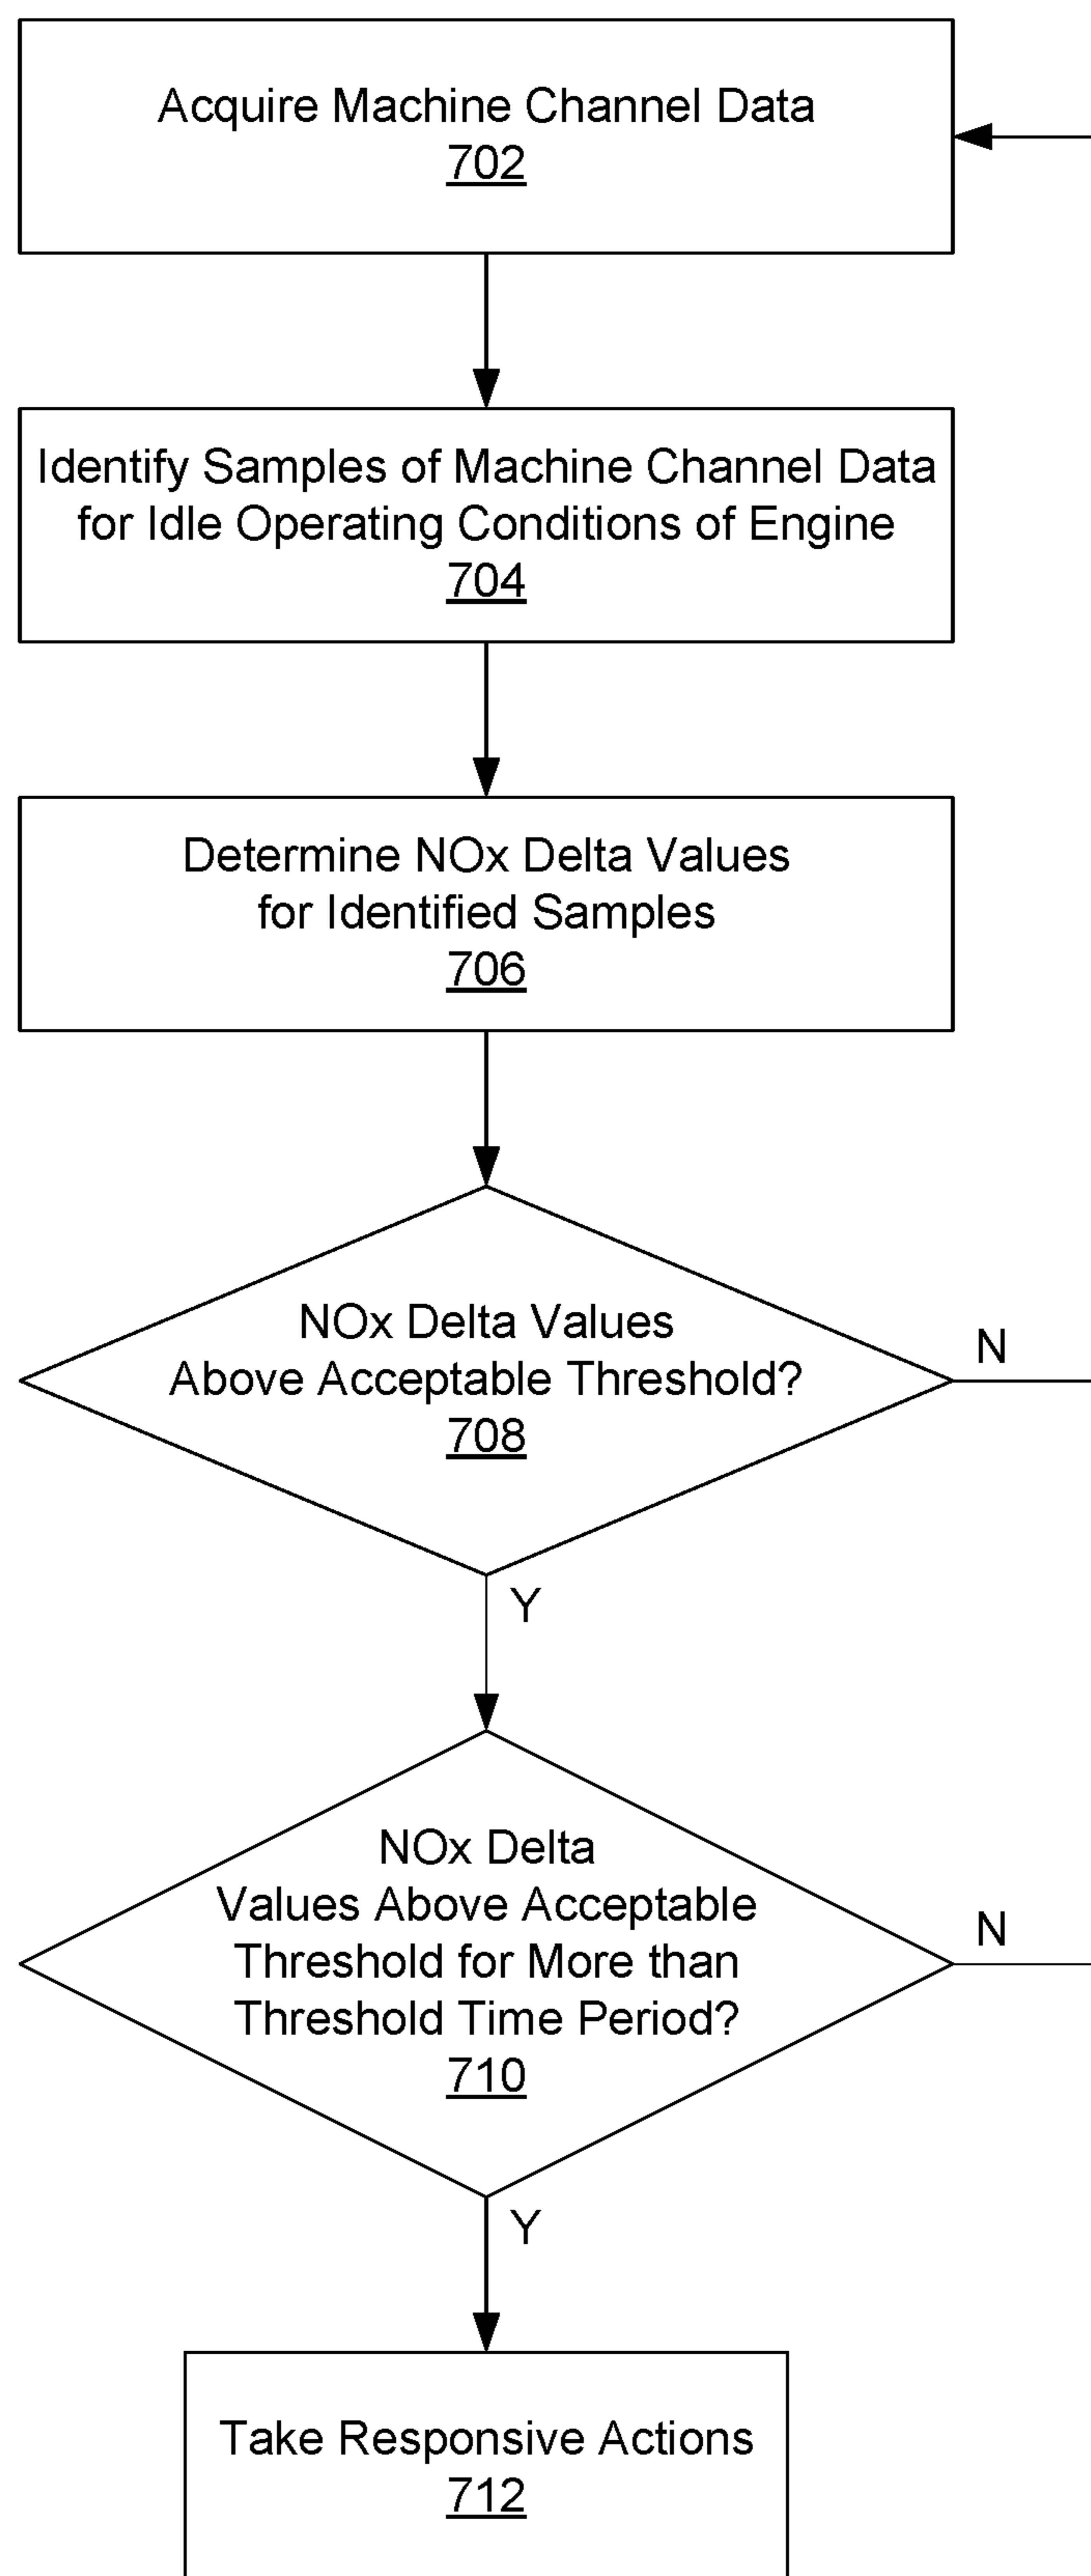 Acquire Machine Channel Data
702
Identify Samples of Machine Channel Data
for Idle Operating Conditions of Engine
704
Determine NOx Delta Values
for Identified Samples
706
NOx Delta Values
Above Acceptable Threshold?
708
N
Y
NOx Delta
Values Above Acceptable
Threshold for More than
Threshold Time Period?
710
N
Y
Take Responsive Actions
712